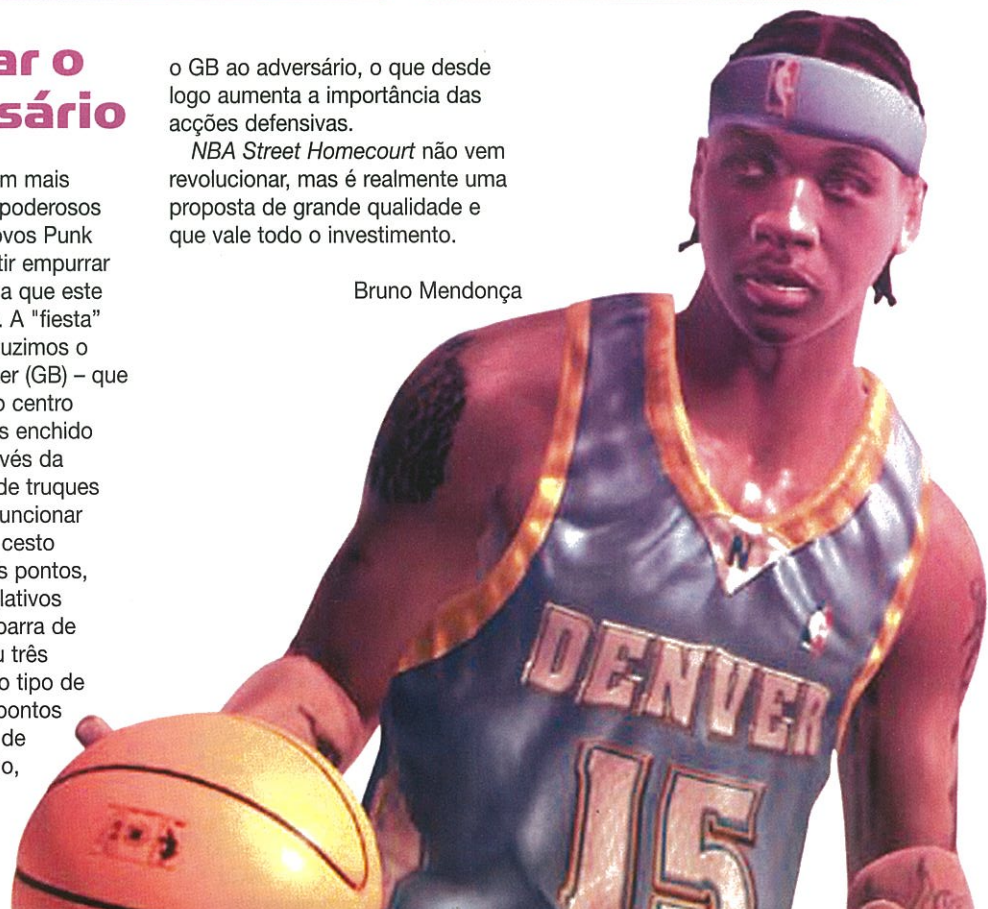 ar o
sário
m mais
poderosos
ovos Punk
tir empurrar
a que este
. A "fiesta”
uzimos o
er (GB) – que
o centro
s enchido
vés da
de truques
uncionar
cesto
s pontos,
lativos
barra de
u três
o tipo de
pontos
de
o,
o GB ao adversário, o que desde
logo aumenta a importância das
acções defensivas.
NBA Street Homecourt não vem
revolucionar, mas é realmente uma
proposta de grande qualidade e
que vale todo o investimento.
Bruno Mendonça
N
DENVER
15